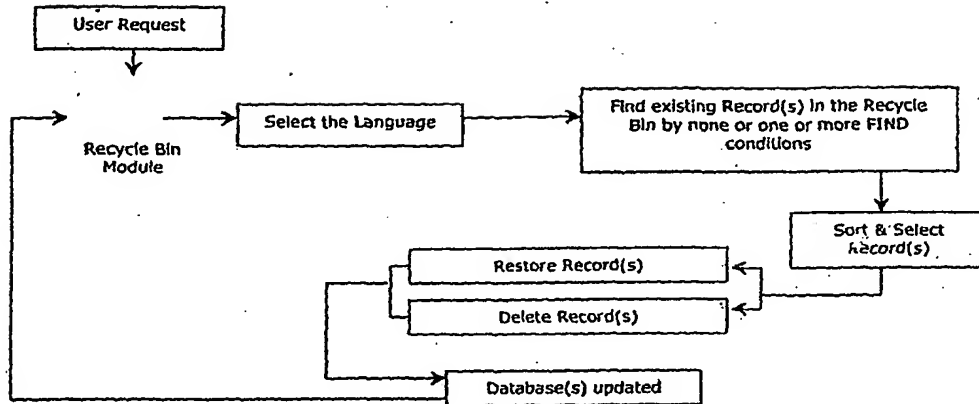 User Request
Recycle Bin
Module
Select the Language
Find existing Record(s) in the Recycle
Bin by none or one or more FIND
conditions
Sort & Select
Record(s)
Restore Record(s)
Delete Record(s)
Database(s) updated